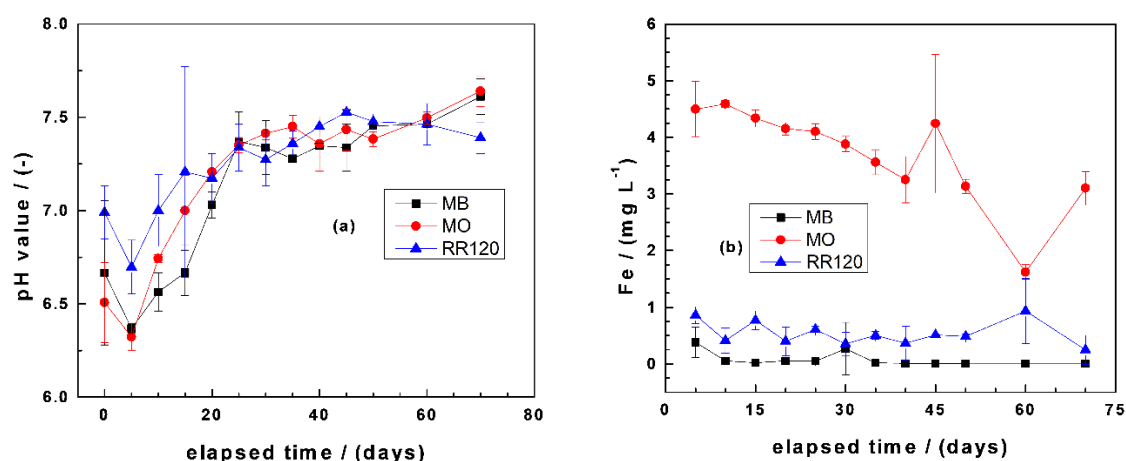 8.0
7.5
7.0
6.5
6.0
pH value / (-)
0
20
40
60
80
elapsed time / (days)
MB
MO
RR120
(a)
6
5
4
3
2
1
0
Fe / (mg L⁻¹)
0
15
30
45
60
75
elapsed time / (days)
MB
MO
RR120
(b)